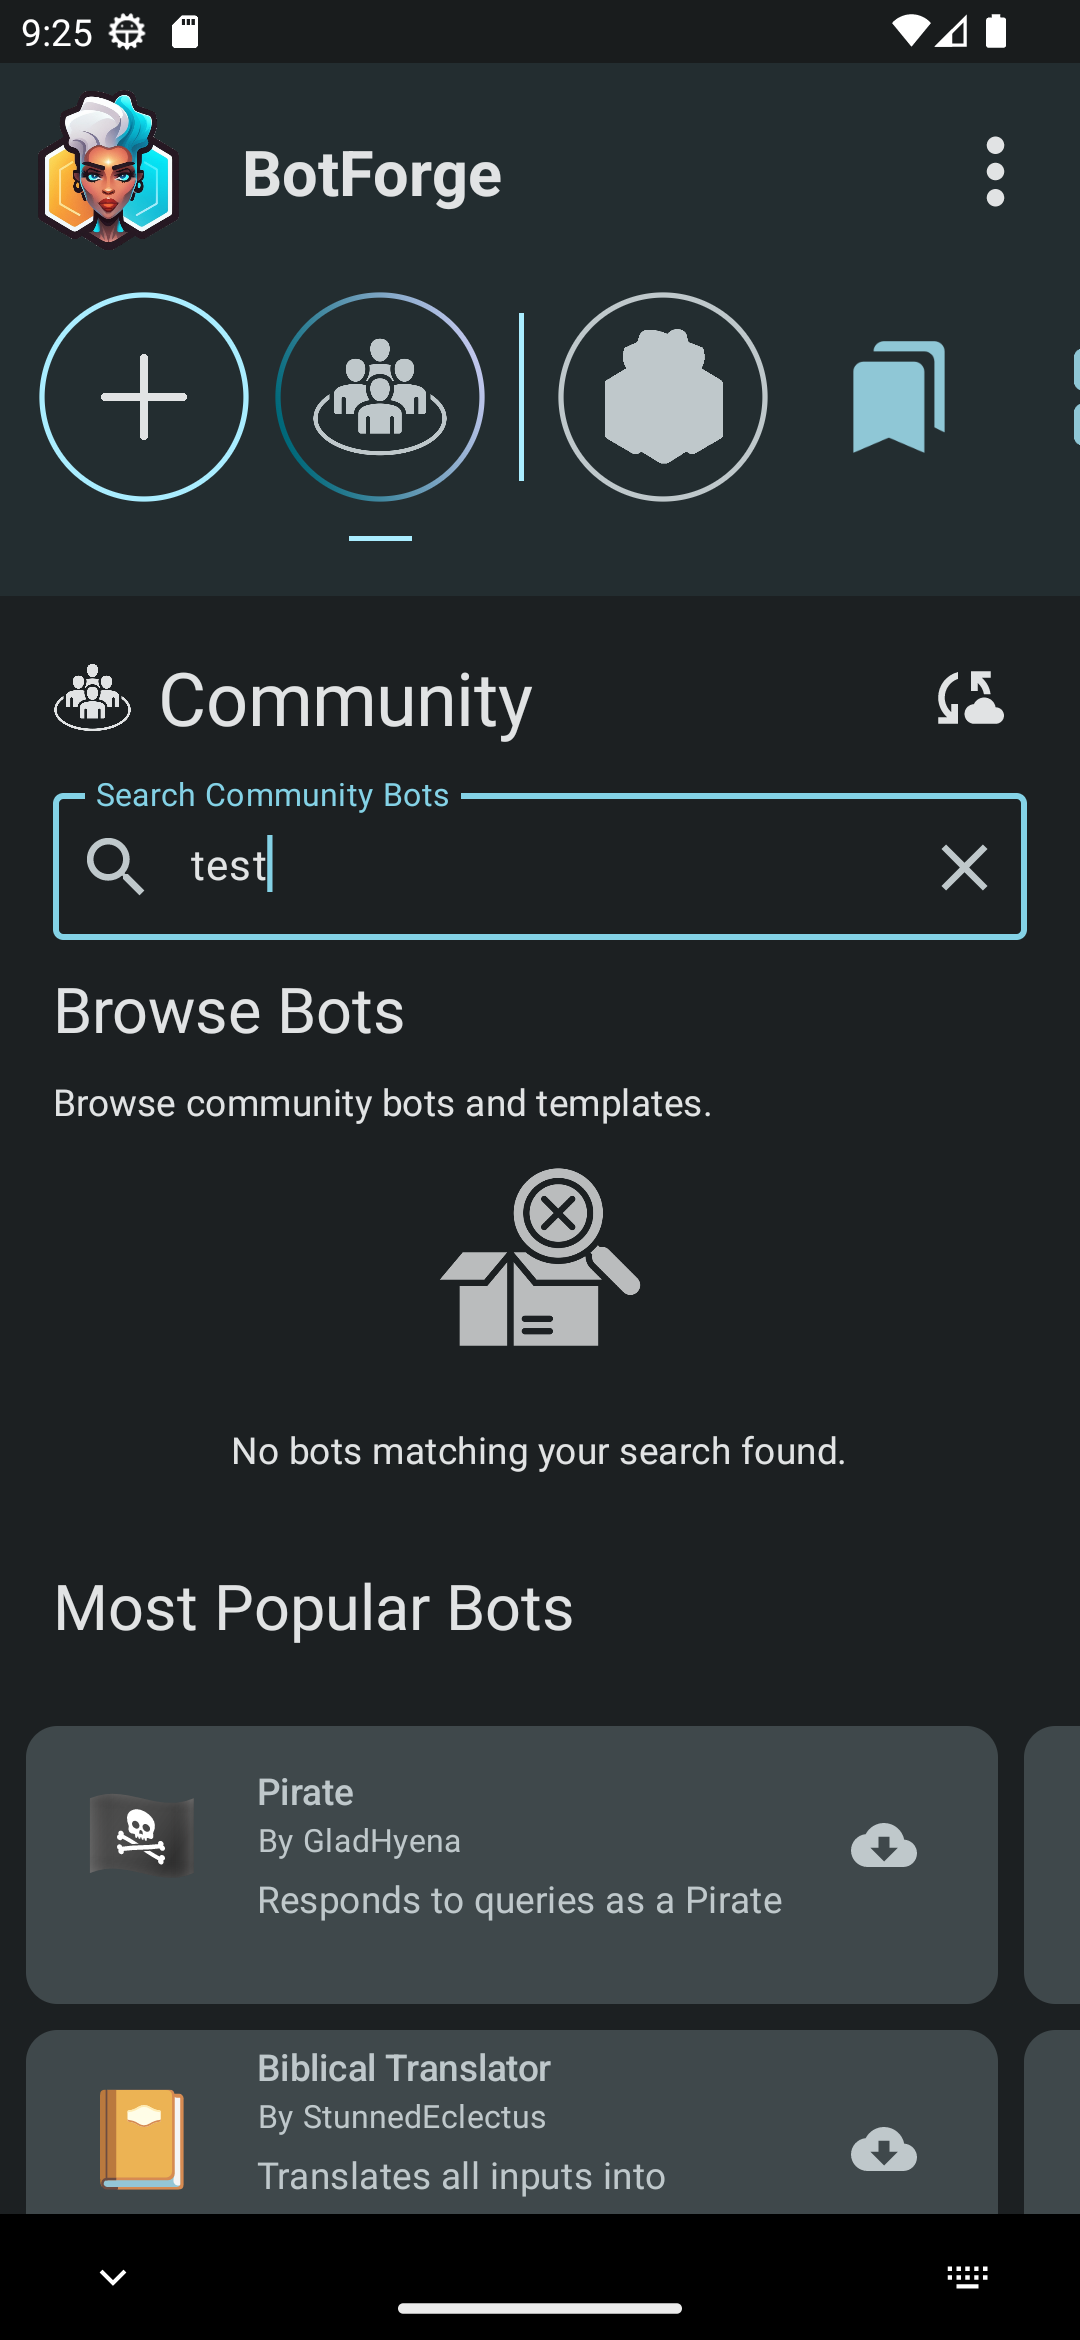 9:25
BotForge
Community
Search Community Bots
test
Browse Bots
Browse community bots and templates.
No bots matching your search found.
Most Popular Bots
Pirate
By GladHyena
Responds to queries as a Pirate
Biblical Translator
By StunnedEclectus
Translates all inputs into